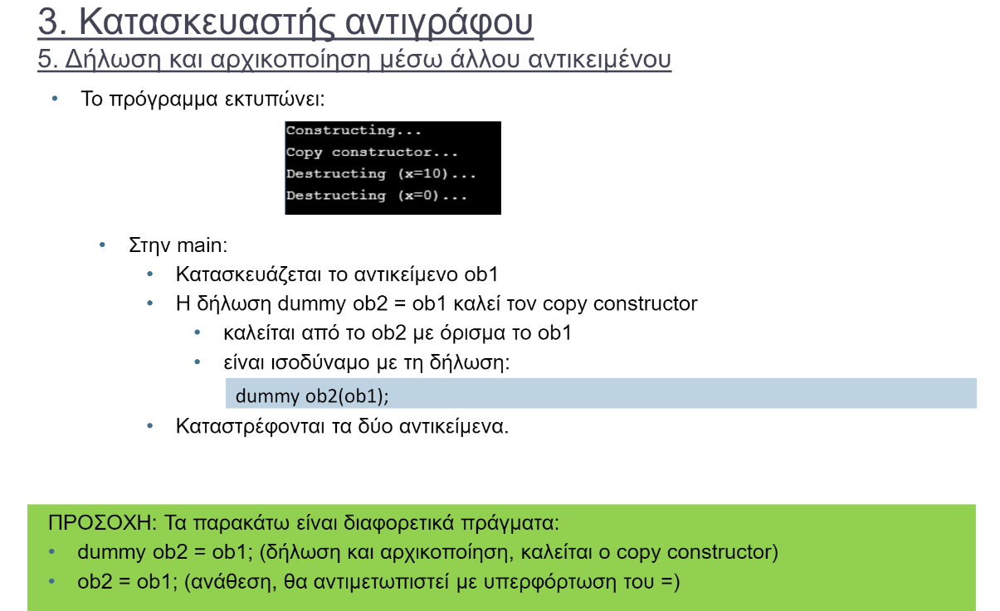 3. Κατασκευαστής αντιγράφου
5. Δήλωση και αρχικοποίηση μέσω άλλου αντικειμένου
• Το πρόγραμμα εκτυπώνει:
Constructing...
Copy constructor...
Destructing (x=10)...
Destructing (x=0)...
• Στην main:
• Κατασκευάζεται το αντικείμενο ob1
• Η δήλωση dummy ob2 = ob1 καλεί τον copy constructor
• καλείται από το ob2 με όρισμα το ob1
• είναι ισοδύναμο με τη δήλωση:
dummy ob2(ob1);
• Καταστρέφονται τα δύο αντικείμενα.
ΠΡΟΣΟΧΗ: Τα παρακάτω είναι διαφορετικά πράγματα:
• dummy ob2 = ob1; (δήλωση και αρχικοποίηση, καλείται ο copy constructor)
• ob2 = ob1; (ανάθεση, θα αντιμετωπιστεί με υπερφόρτωση του =)